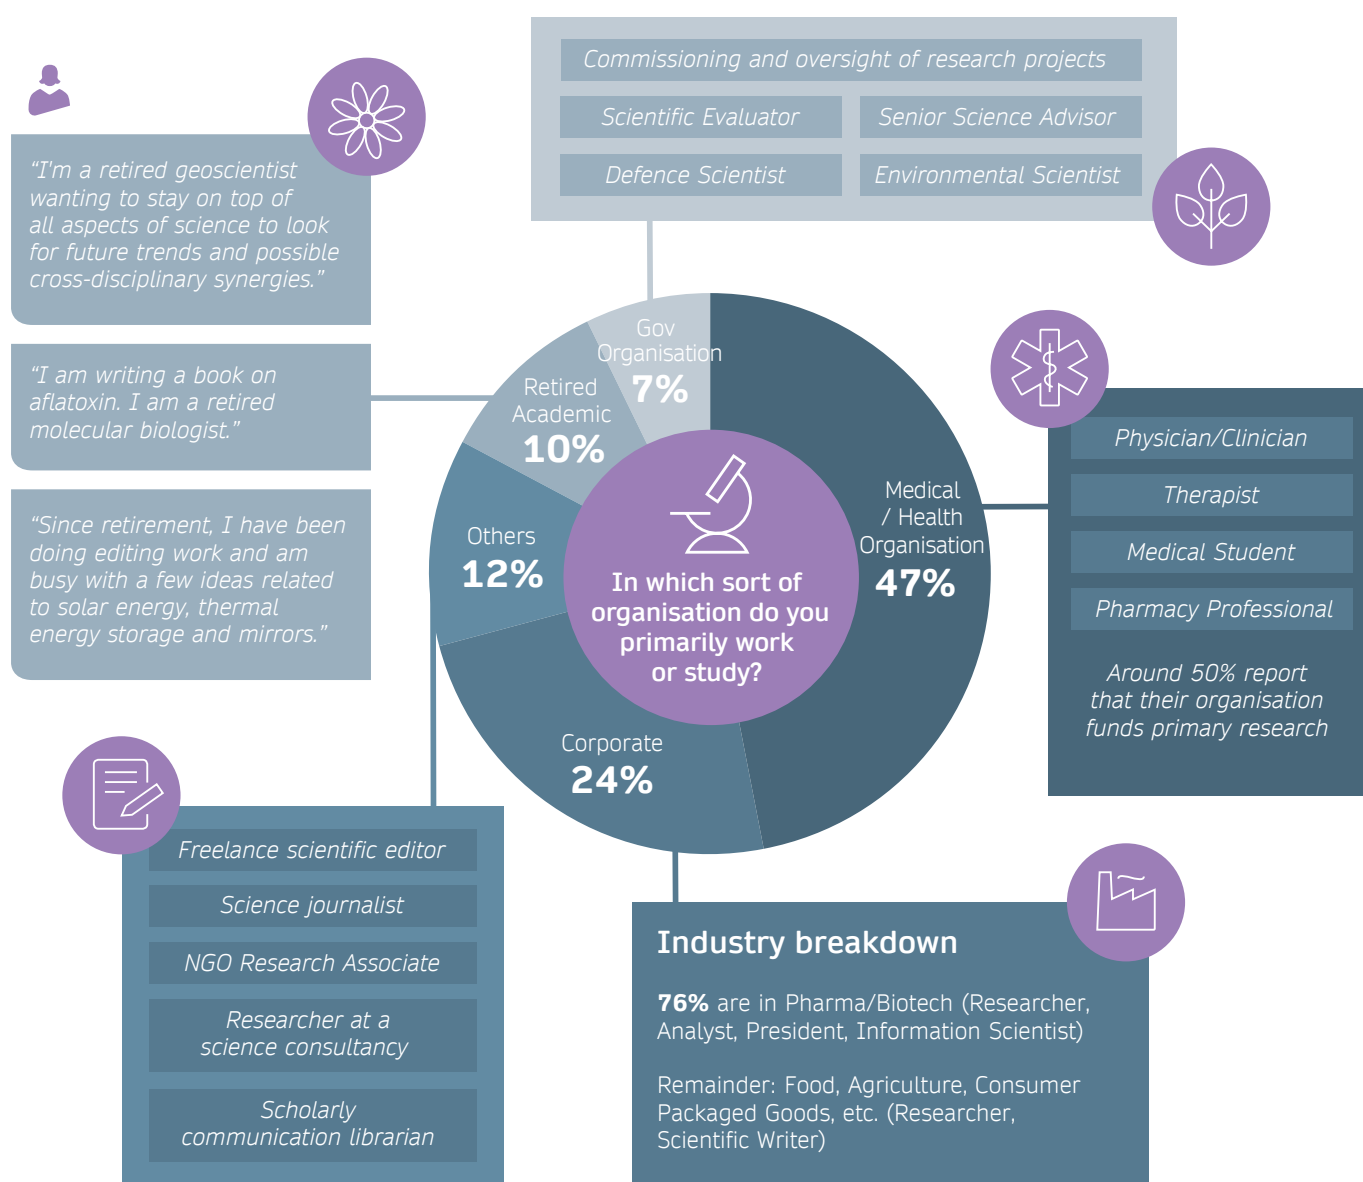 Commissioning and oversight of research projects
Scientific Evaluator
Senior Science Advisor
Defence Scientist
Environmental Scientist
“I'm a retired geoscientist
wanting to stay on top of
all aspects of science to look
for future trends and possible
cross-disciplinary synergies.”
“I am writing a book on
aflatoxin. I am a retired
molecular biologist.”
“Since retirement, I have been
doing editing work and am
busy with a few ideas related
to solar energy, thermal
energy storage and mirrors.”
Gov
Organisation
7%
Retired
Academic
10%
Others
12%
Medical
/ Health
Organisation
47%
Corporate
24%
In which sort of
organisation do you
primarily work
or study?
Physician/Clinician
Therapist
Medical Student
Pharmacy Professional
Around 50% report
that their organisation
funds primary research
Freelance scientific editor
Science journalist
NGO Research Associate
Researcher at a
science consultancy
Scholarly
communication librarian
Industry breakdown
76% are in Pharma/Biotech (Researcher,
Analyst, President, Information Scientist)
Remainder: Food, Agriculture, Consumer
Packaged Goods, etc. (Researcher,
Scientific Writer)